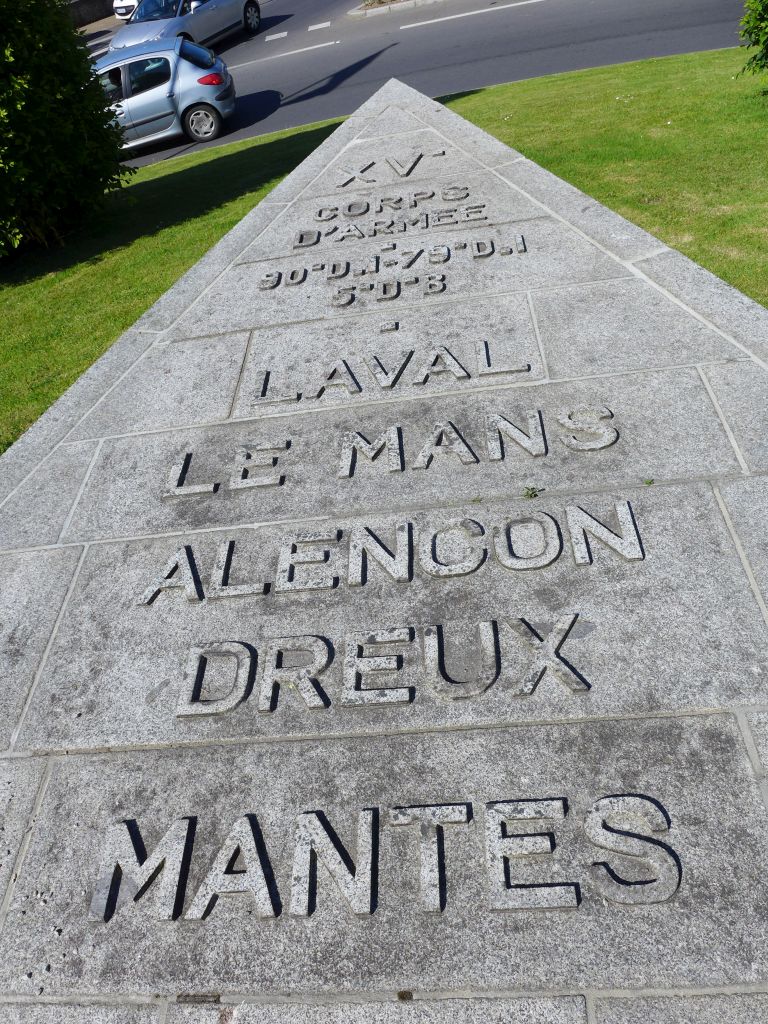 XV-
CORPS
D'ARMEE
-
90-D.I-79-D.I
5-D-B
-
LAVAL
LE MANS
ALENCON
DREUX
MANTES